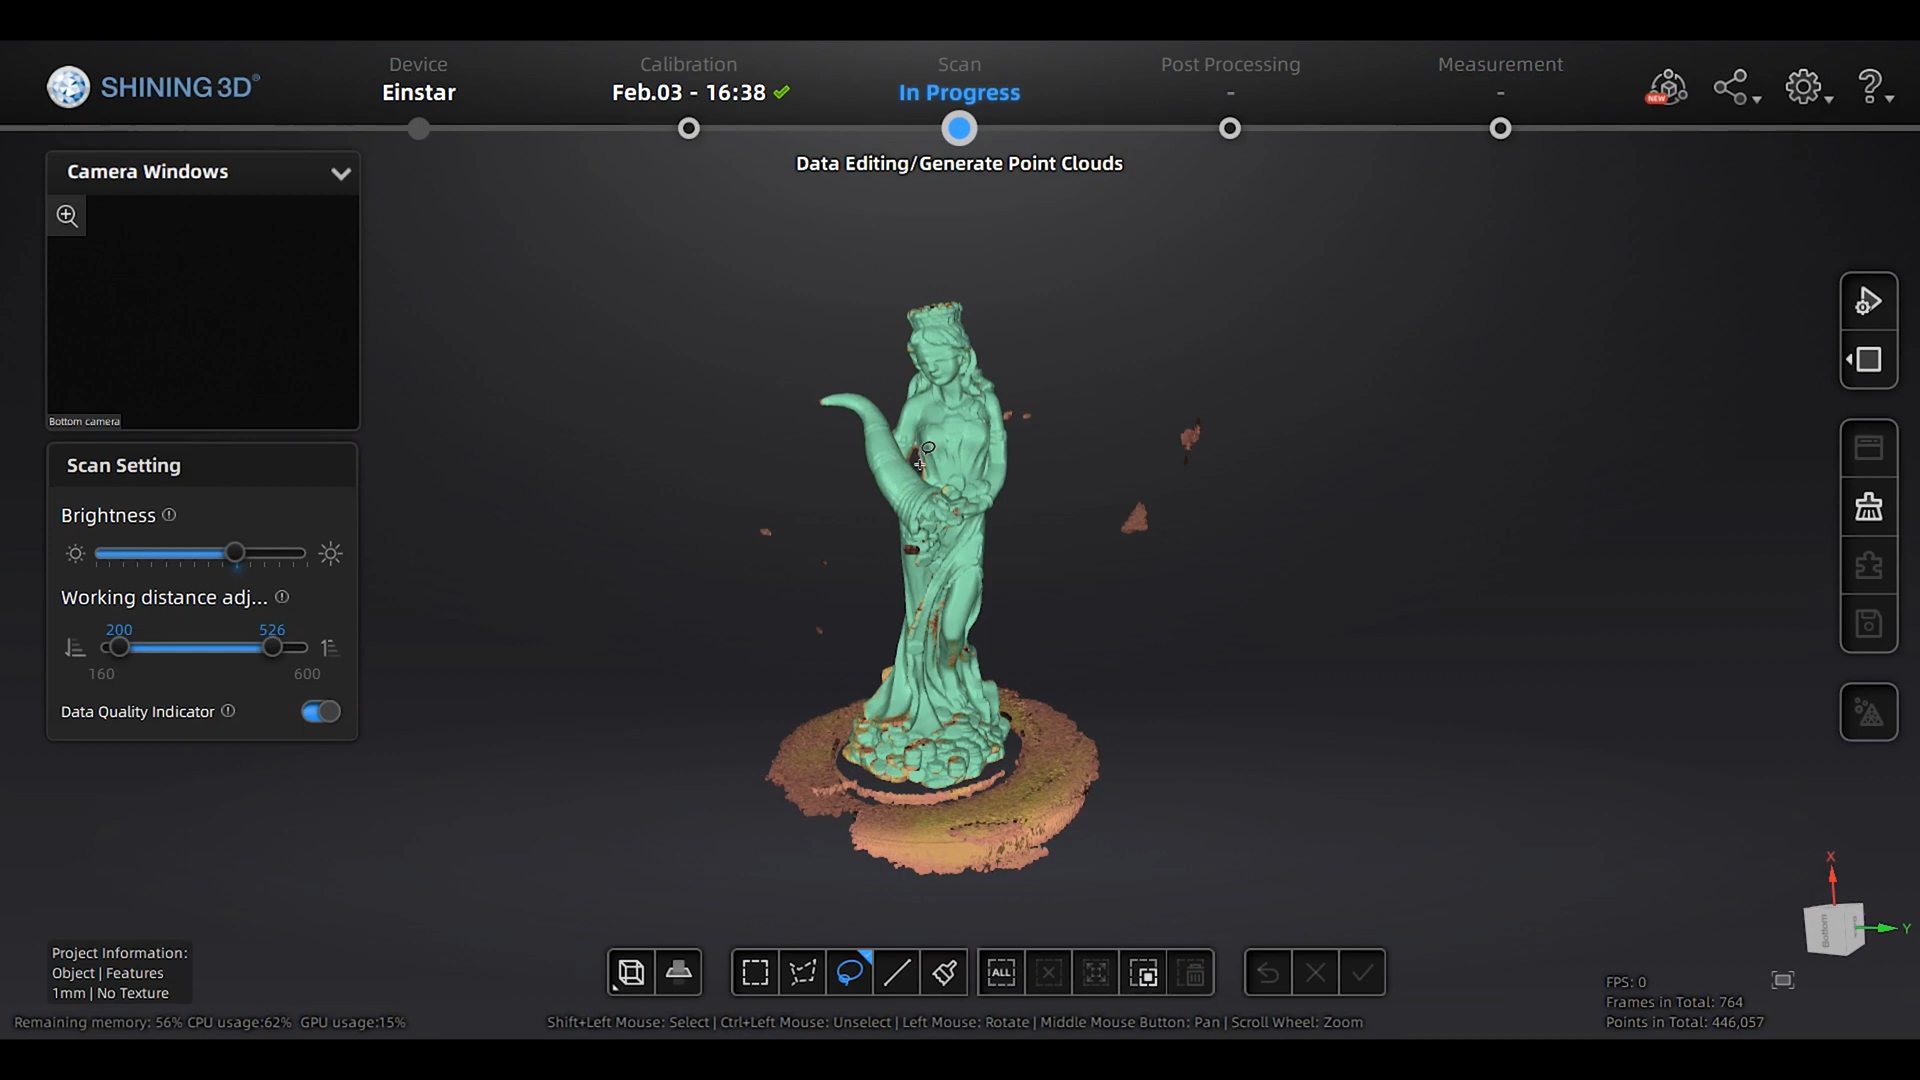 SHINING 3D®
Device
Einstar
Calibration
Feb.03 - 16:38
Scan
In Progress
Post Processing
-
Measurement
-
NEW
Data Editing/Generate Point Clouds
Camera Windows
Bottom camera
Scan Setting
Brightness
Working distance adj...
200
526
160
600
Data Quality Indicator
Project Information:
Object | Features
1mm | No Texture
Remaining memory: 56% CPU usage:62% GPU usage:15%
ALL
Shift+Left Mouse: Select | Ctrl+Left Mouse: Unselect | Left Mouse: Rotate | Middle Mouse Button: Pan | Scroll Wheel: Zoom
X
Y
Bottom
FPS: 0
Frames in Total: 764
Points in Total: 446,057